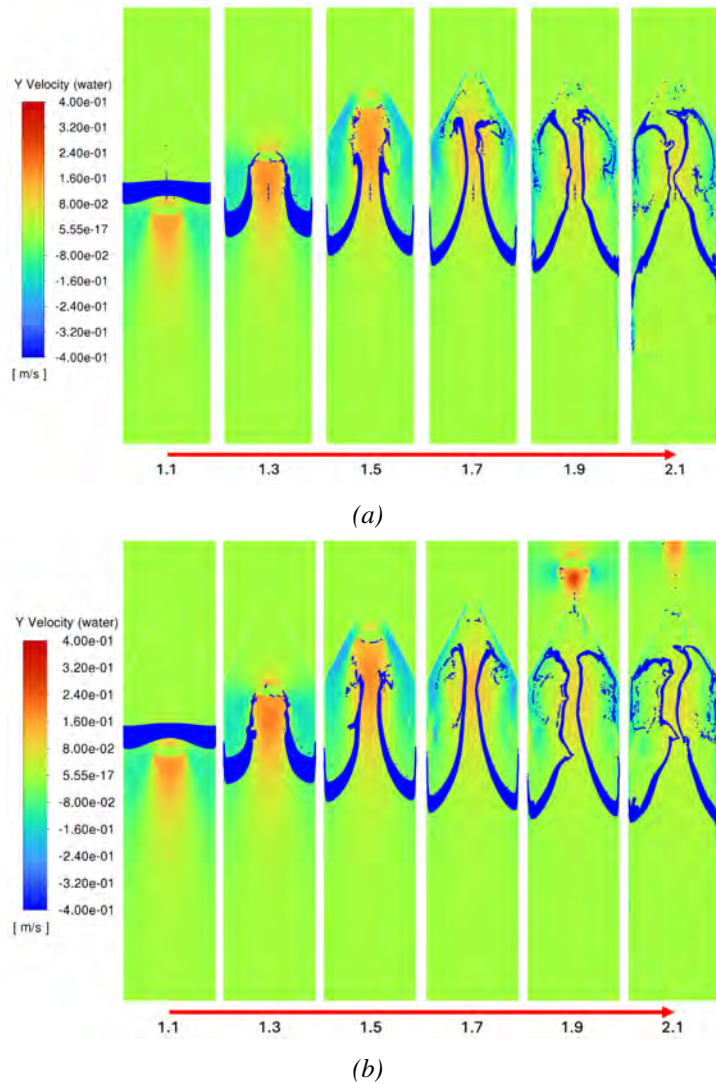 Y Velocity (water)
4.00e-01
3.20e-01
2.40e-01
1.60e-01
8.00e-02
5.55e-17
-8.00e-02
-1.60e-01
-2.40e-01
-3.20e-01
-4.00e-01
[ m/s ]
1.1 1.3 1.5 1.7 1.9 2.1
(a)
Y Velocity (water)
4.00e-01
3.20e-01
2.40e-01
1.60e-01
8.00e-02
5.55e-17
-8.00e-02
-1.60e-01
-2.40e-01
-3.20e-01
-4.00e-01
[ m/s ]
1.1 1.3 1.5 1.7 1.9 2.1
(b)